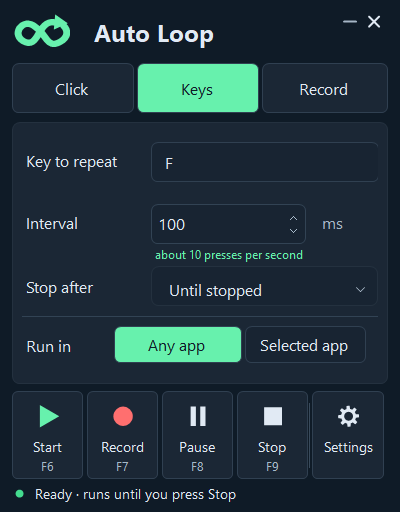 Auto Loop
Click Keys Record
Key to repeat F
Interval 100 ms
about 10 presses per second
Stop after Until stopped
Run in Any app Selected app
Start Record Pause Stop Settings
F6 F7 F8 F9
Ready · runs until you press Stop